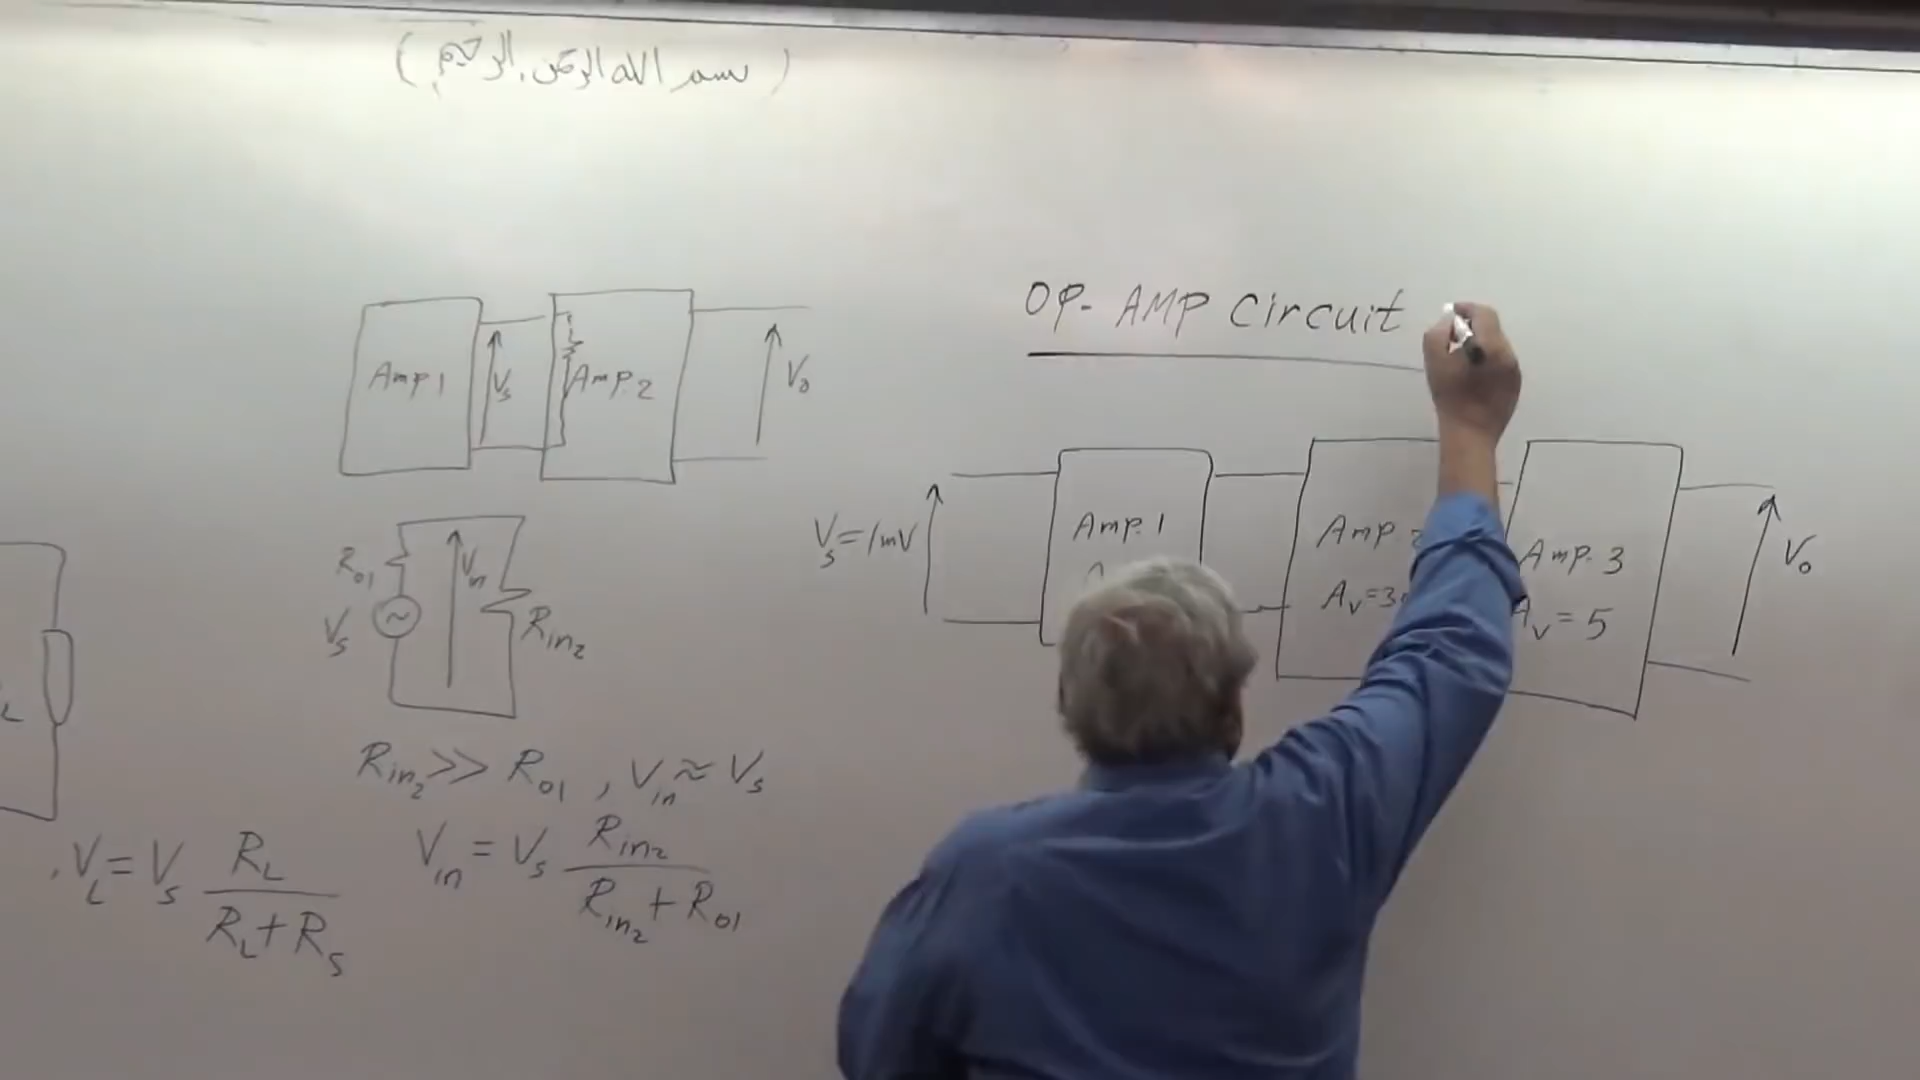 (بسم الله الرحمن الرحيم)
OP- AMP Circuit
Amp 1
Vs
Amp. 2
Vo
Vs = 1mV
Amp. 1
Amp
Av = 3
Amp. 3
Av = 5
Vo
Ro1
Vs
~
Vin
Rin2
Rin2 >> Ro1 , Vin ≈ Vs
VL = Vs RL / (RL + Rs)
Vin = Vs Rin2 / (Rin2 + Ro1)